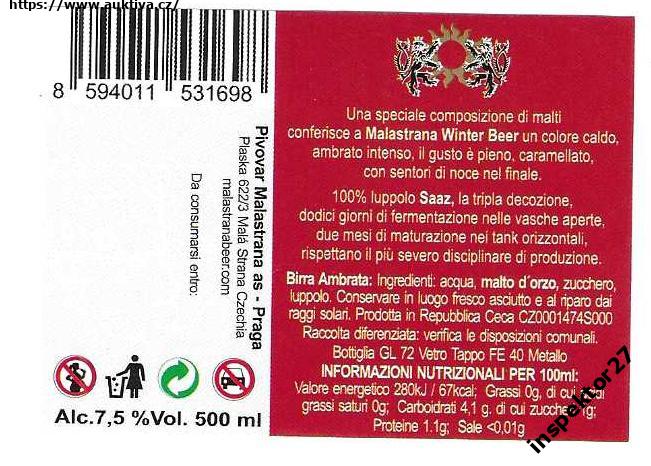 https://www.auktiva.cz/
8 594011 531698
Pivovar Malastrana as - Praga
Plaska 622/3 Malá Strana Czechia
malastranabeer.com
Da consumarsi entro:
Alc.7,5 %Vol. 500 ml
Una speciale composizione di malti
conferisce a Malastrana Winter Beer un colore caldo,
ambrato intenso, il gusto è pieno, caramellato,
con sentori di noce nel finale.
100% luppolo Saaz, la tripla decozione,
dodici giorni di fermentazione nelle vasche aperte,
due mesi di maturazione nei tank orizzontali,
rispettano il più severo disciplinare di produzione.
Birra Ambrata: Ingredienti: acqua, malto d'orzo, zucchero,
luppolo. Conservare in luogo fresco asciutto e al riparo dai
raggi solari. Prodotta in Repubblica Ceca CZ0001474S000
Raccolta differenziata: verifica le disposizioni comunali.
Bottiglia GL 72 Vetro Tappo FE 40 Metallo
INFORMAZIONI NUTRIZIONALI PER 100ml:
Valore energetico 280kJ / 67kcal; Grassi 0g, di cui
grassi saturi 0g; Carboidrati 4,1 g. di cui
Proteine 1.1g; Sale <0,01g
inspektor27